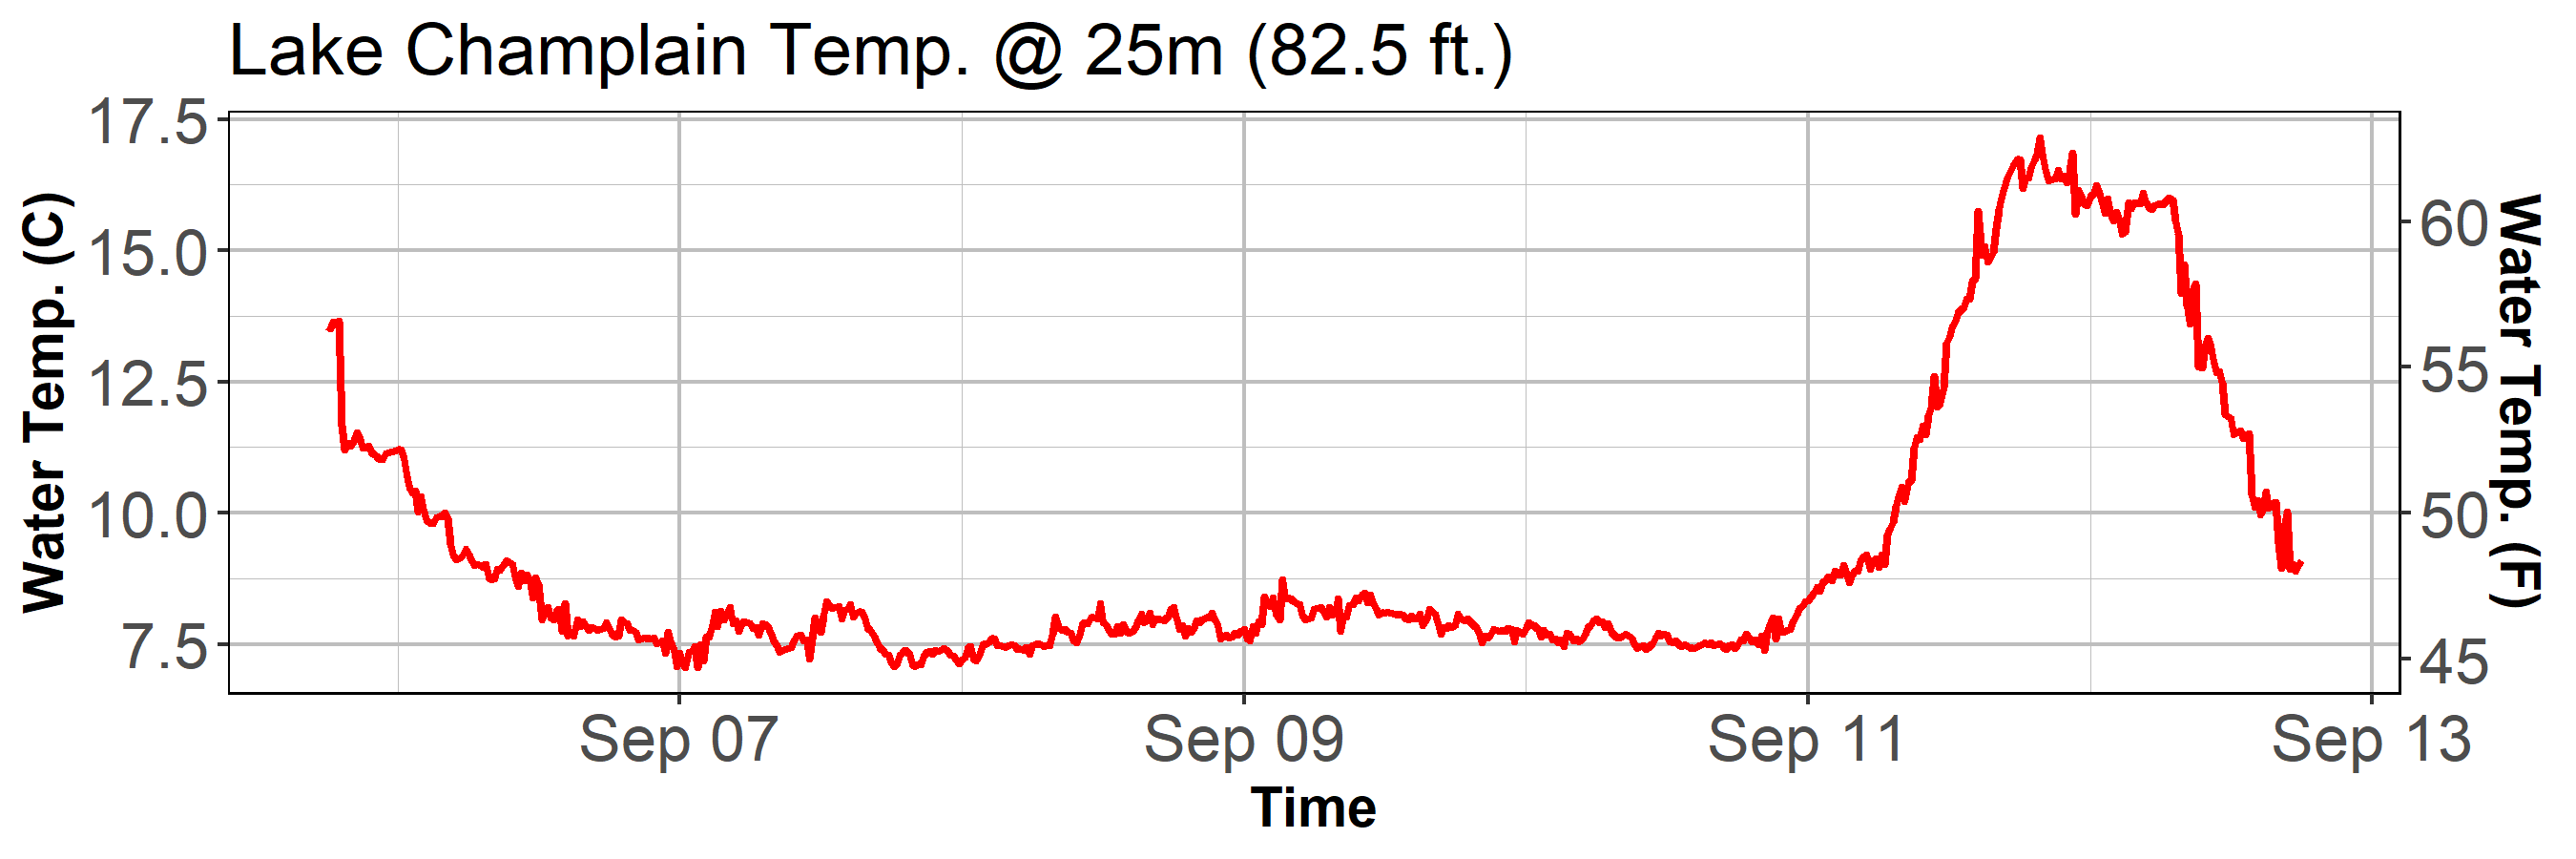 Lake Champlain Temp. @ 25m (82.5 ft.)
Water Temp. (C)
17.5
15.0
12.5
10.0
7.5
60
55
50
45
Water Temp. (F)
Sep 07 Sep 09 Sep 11 Sep 13
Time